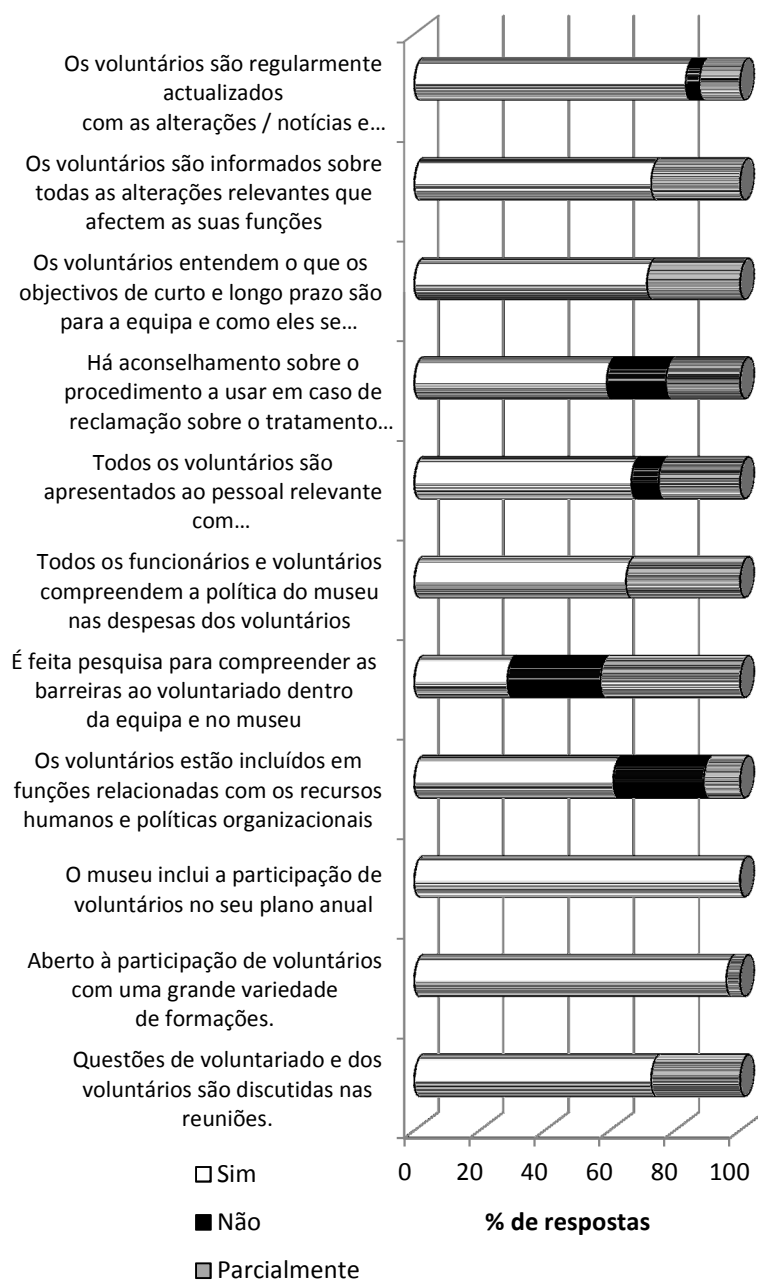 Os voluntários são regularmente
actualizados
com as alterações / notícias e...
Os voluntários são informados sobre
todas as alterações relevantes que
afectem as suas funções
Os voluntários entendem o que os
objectivos de curto e longo prazo são
para a equipa e como eles se...
Há aconselhamento sobre o
procedimento a usar em caso de
reclamação sobre o tratamento...
Todos os voluntários são
apresentados ao pessoal relevante
com...
Todos os funcionários e voluntários
compreendem a política do museu
nas despesas dos voluntários
É feita pesquisa para compreender as
barreiras ao voluntariado dentro
da equipa e no museu
Os voluntários estão incluídos em
funções relacionadas com os recursos
humanos e políticas organizacionais
O museu inclui a participação de
voluntários no seu plano anual
Aberto à participação de voluntários
com uma grande variedade
de formações.
Questões de voluntariado e dos
voluntários são discutidas nas
reuniões.
0 20 40 60 80 100
% de respostas
Sim
Não
Parcialmente